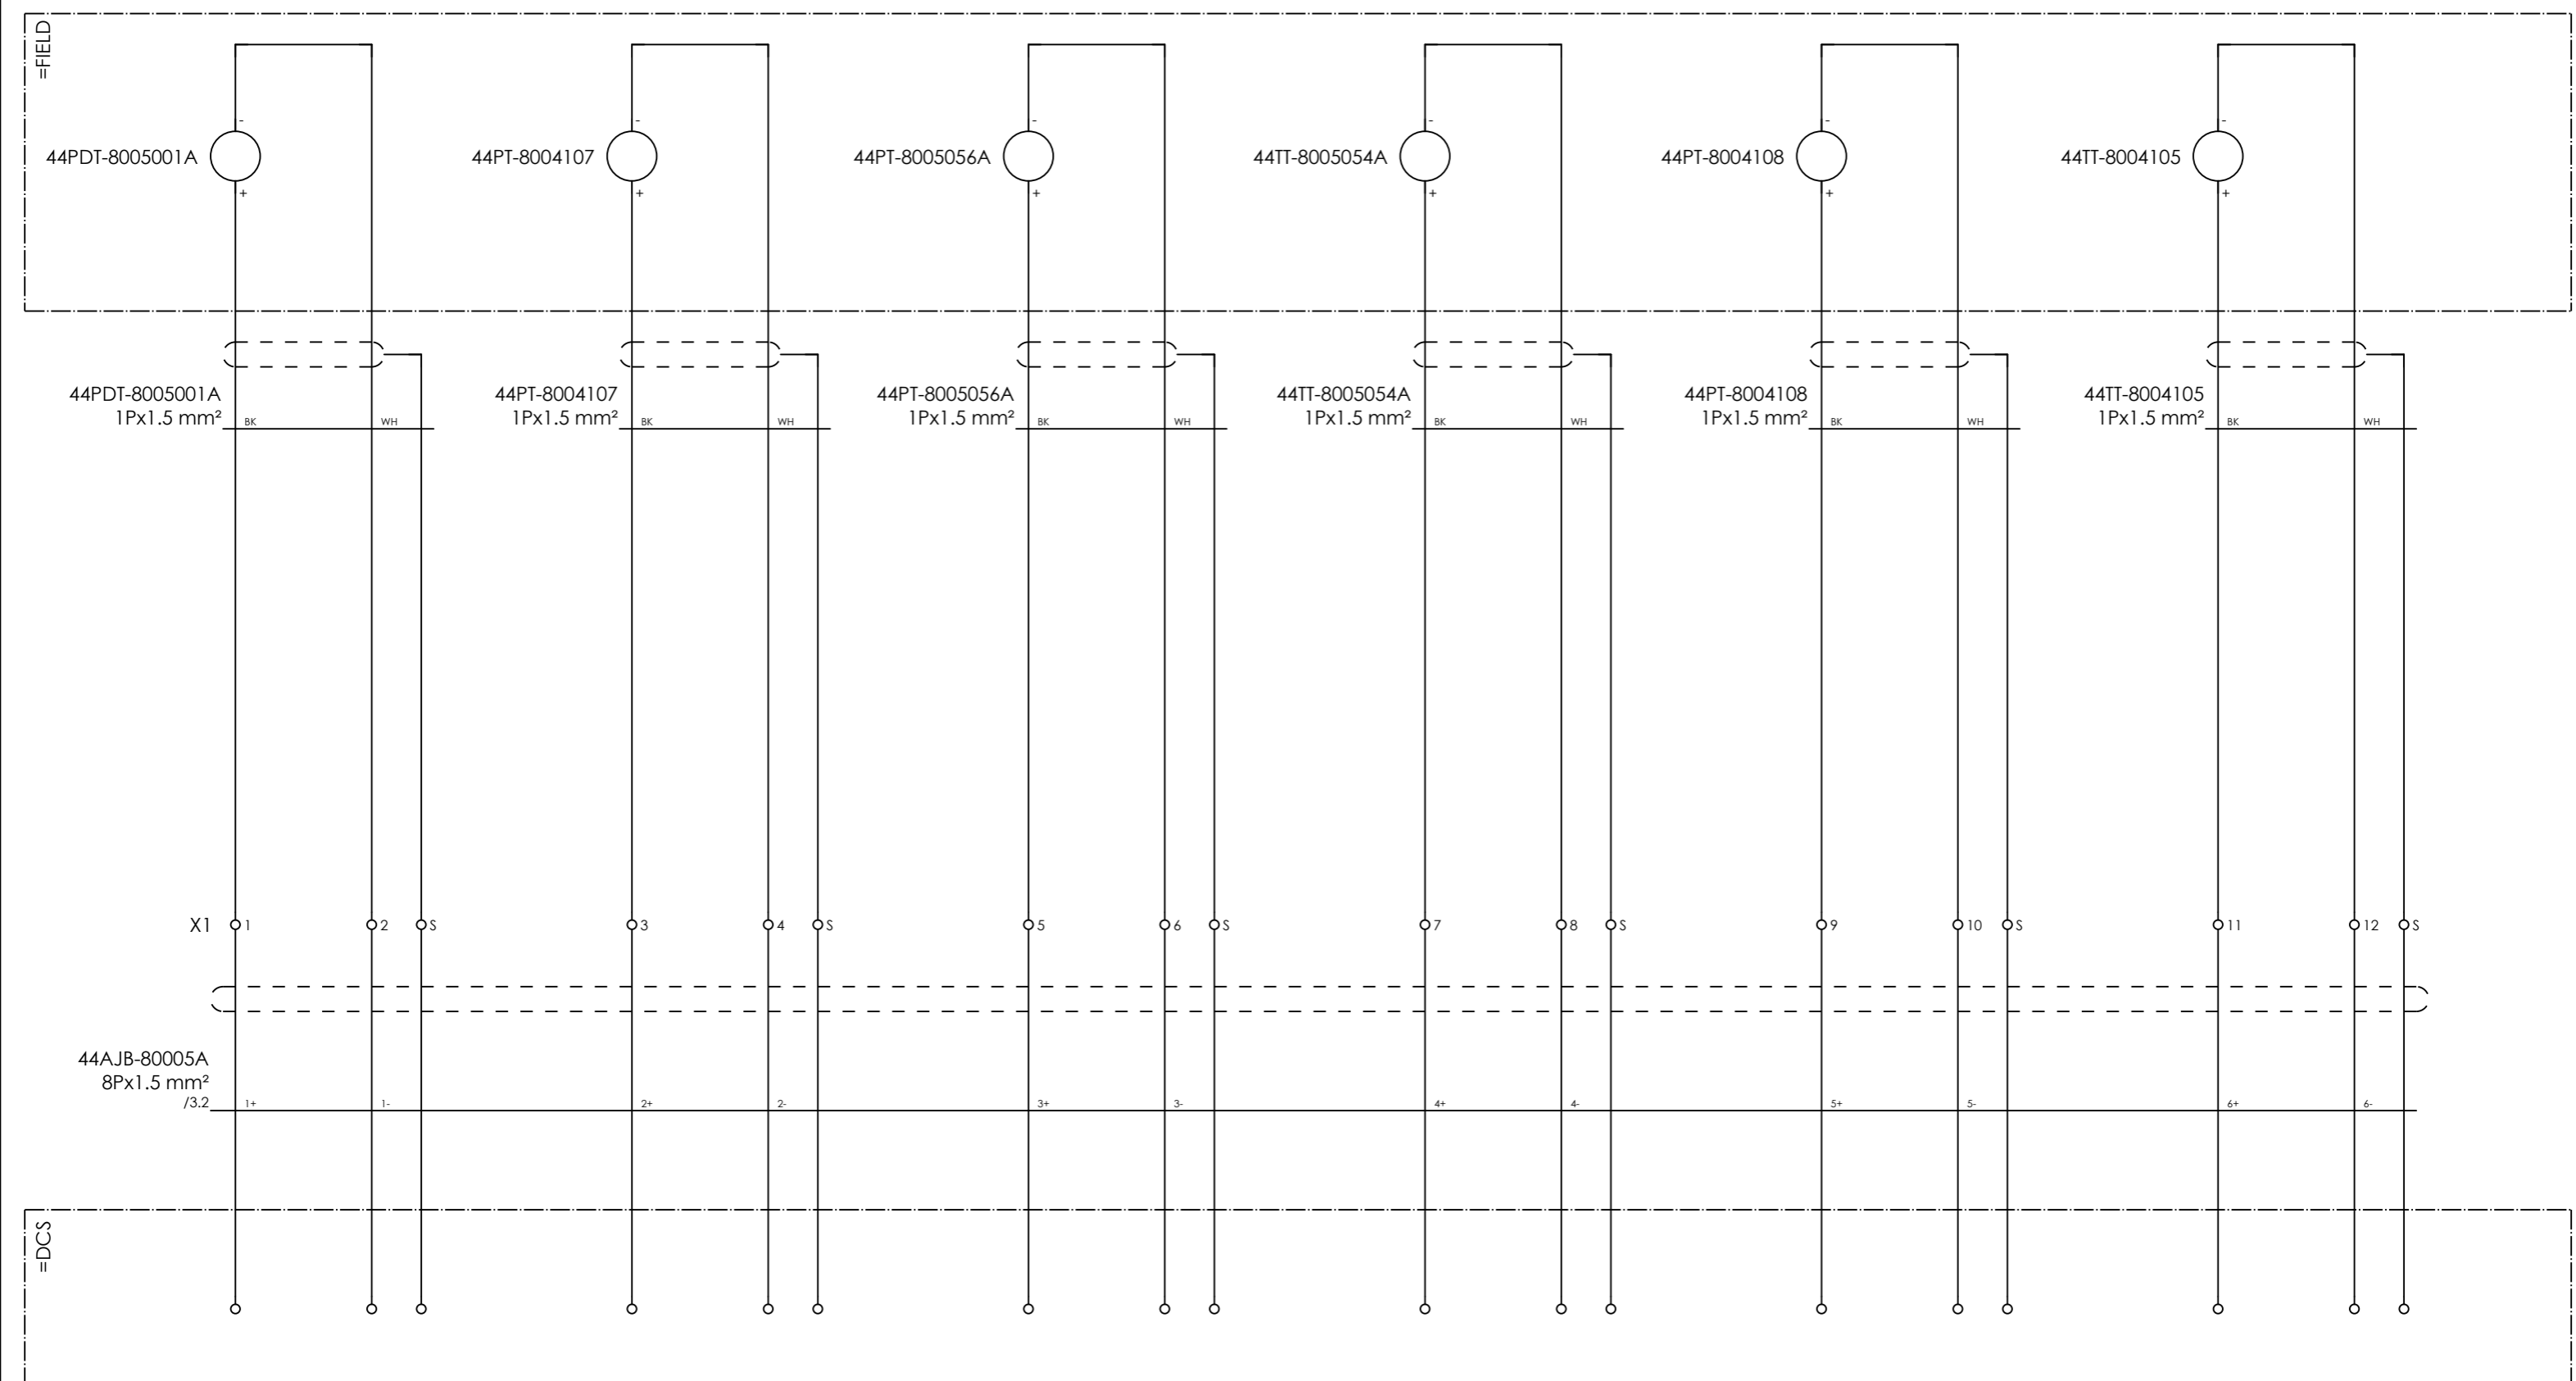 =FIELD
- - - - - -
44PDT-8005001A 44PT-8004107 44PT-8005056A 44TT-8005054A 44PT-8004108 44TT-8004105
+ + + + + +
44PDT-8005001A 44PT-8004107 44PT-8005056A 44TT-8005054A 44PT-8004108 44TT-8004105
1Px1.5 mm² BK WH 1Px1.5 mm² BK WH 1Px1.5 mm² BK WH 1Px1.5 mm² BK WH 1Px1.5 mm² BK WH 1Px1.5 mm² BK WH
X1 1 2 S 3 4 S 5 6 S 7 8 S 9 10 S 11 12 S
44AJB-80005A
8Px1.5 mm²
/3.2 1+ 1- 2+ 2- 3+ 3- 4+ 4- 5+ 5- 6+ 6-
=DCS